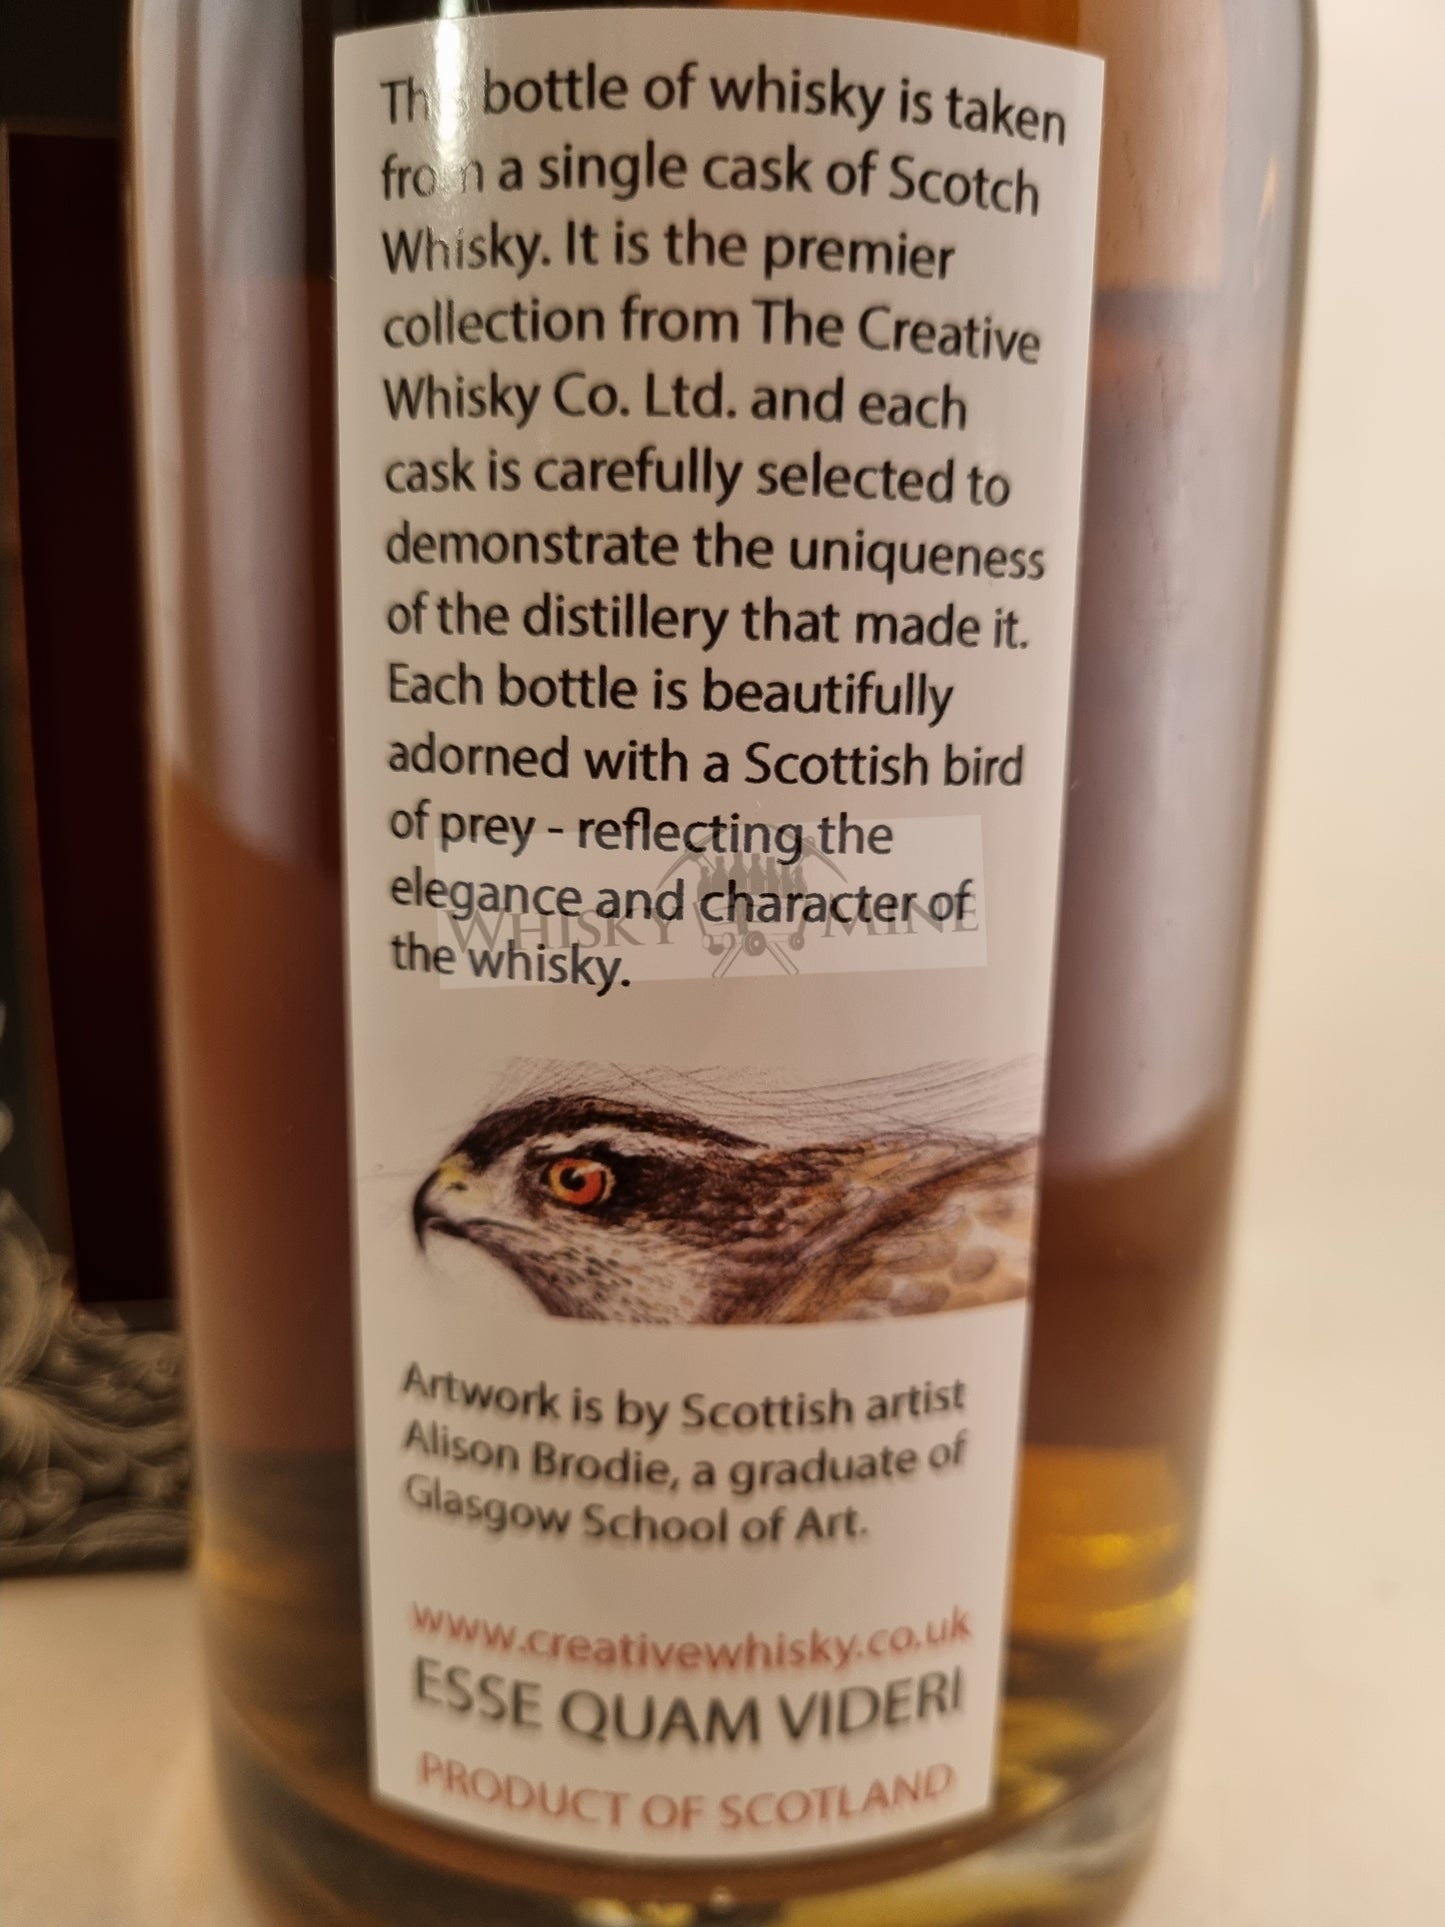 This bottle of whisky is taken
from a single cask of Scotch
Whisky. It is the premier
collection from The Creative
Whisky Co. Ltd. and each
cask is carefully selected to
demonstrate the uniqueness
of the distillery that made it.
Each bottle is beautifully
adorned with a Scottish bird
of prey - reflecting the
elegance and character of
the whisky.
WHISKY MINE
Artwork is by Scottish artist
Alison Brodie, a graduate of
Glasgow School of Art.
www.creativewhisky.co.uk
ESSE QUAM VIDERI
PRODUCT OF SCOTLAND